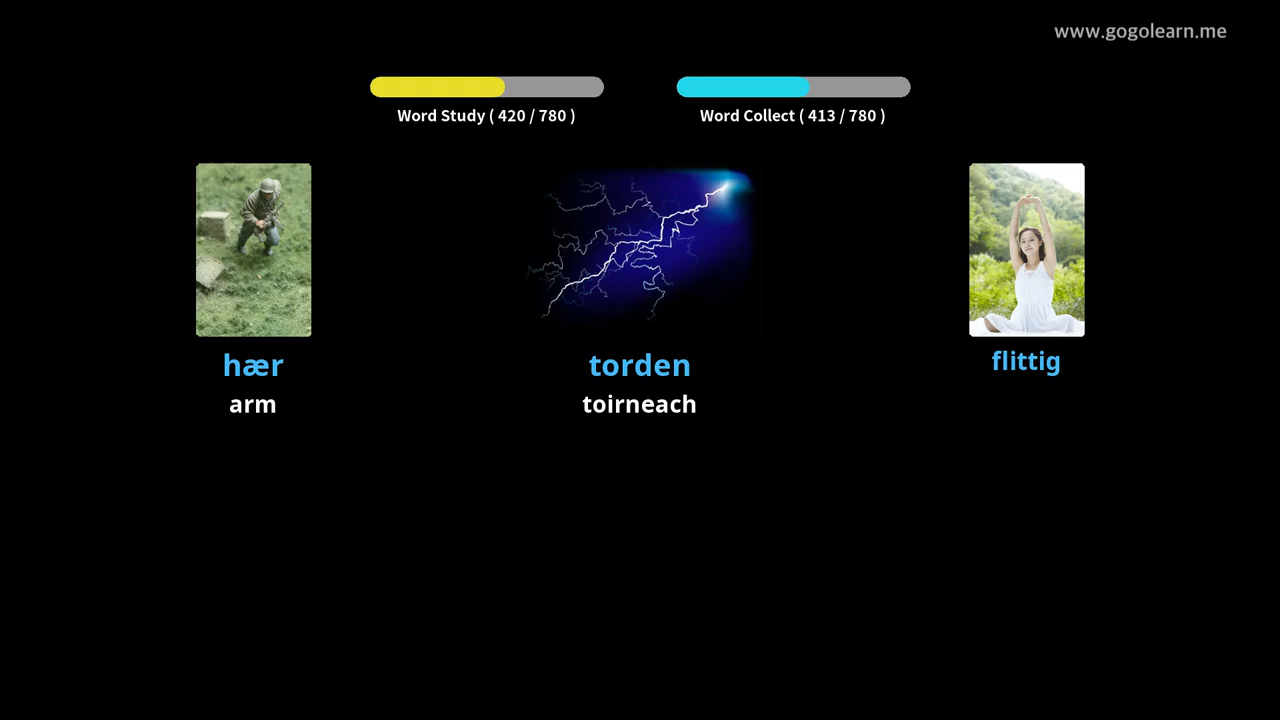 www.gogolearn.me
Word Study ( 420 / 780 )
Word Collect ( 413 / 780 )
hær
arm
torden
toirneach
flittig